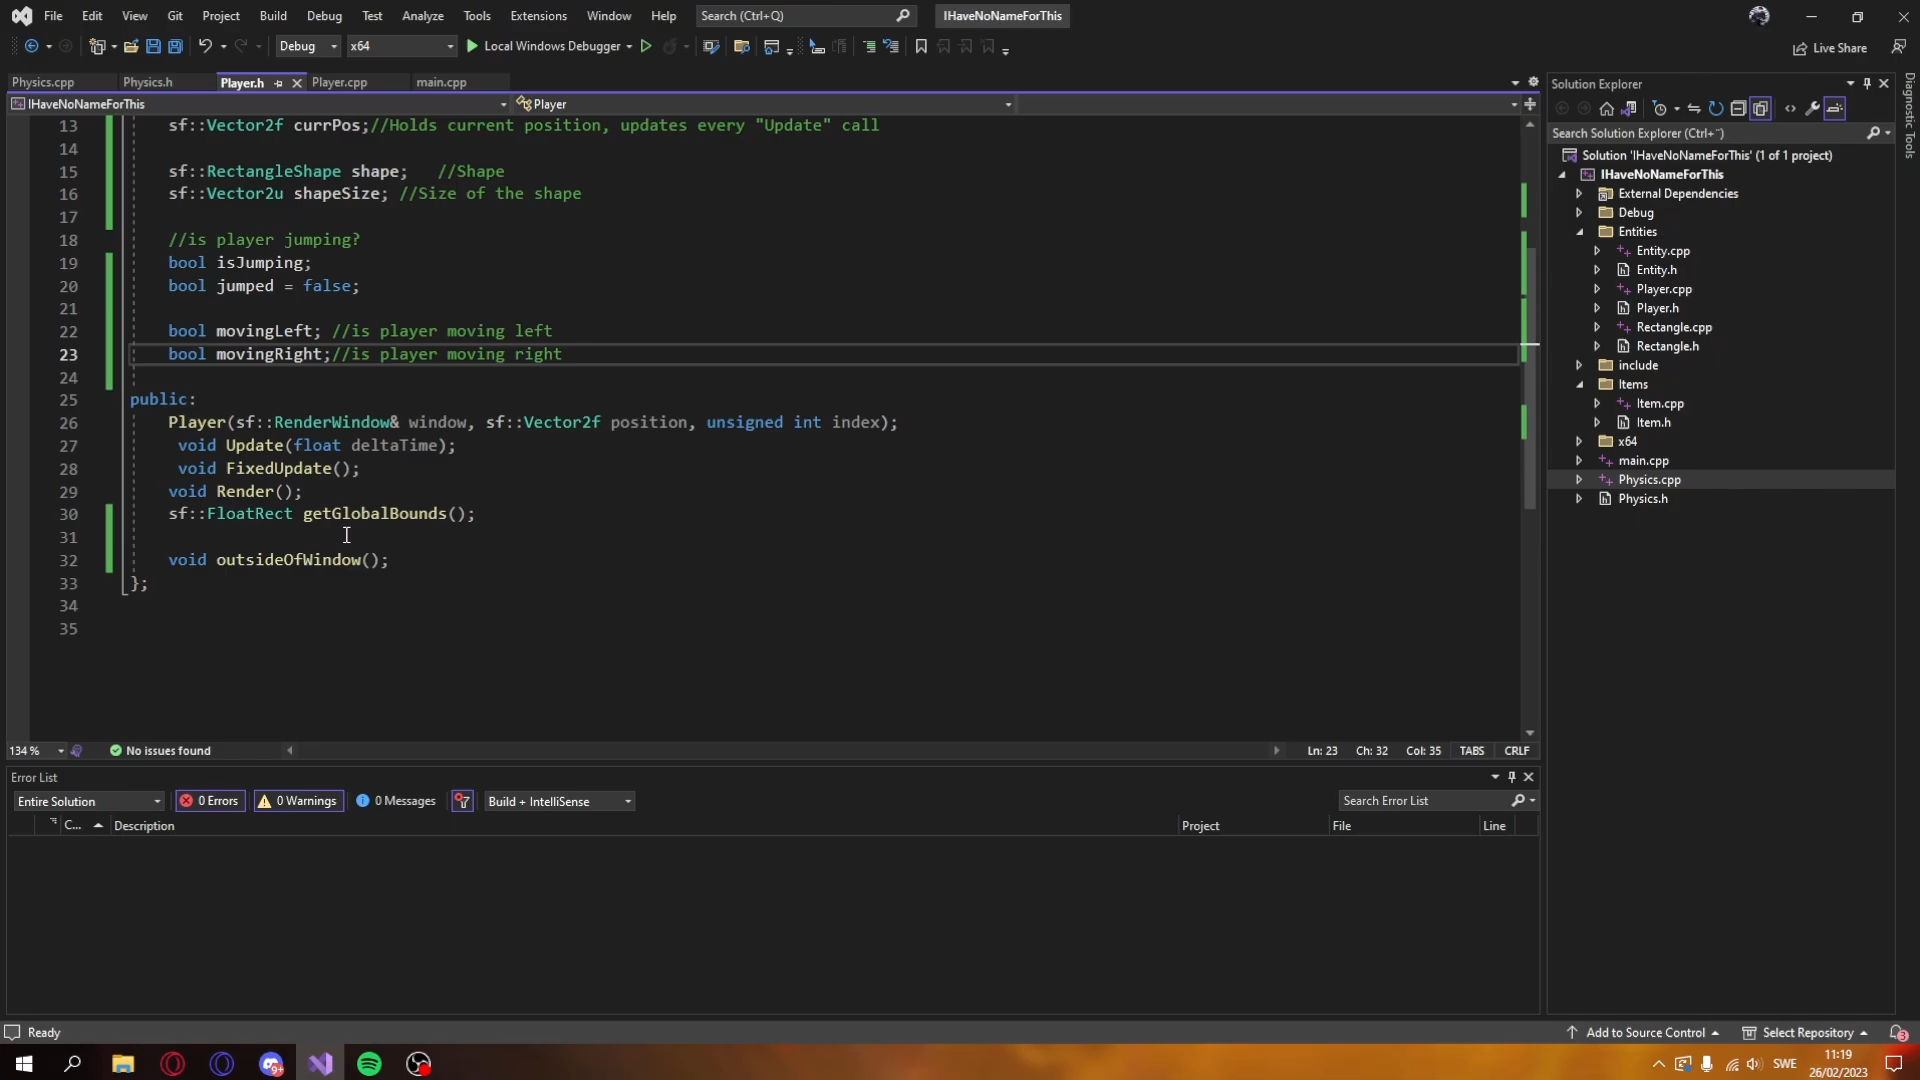 File Edit View Git Project Build Debug Test Analyze Tools Extensions Window Help Search (Ctrl+Q) IHaveNoNameForThis
Debug x64 Local Windows Debugger Live Share
Physics.cpp Physics.h Player.h Player.cpp main.cpp
IHaveNoNameForThis Player
13 sf::Vector2f currPos;//Holds current position, updates every "Update" call
14
15 sf::RectangleShape shape; //Shape
16 sf::Vector2u shapeSize; //Size of the shape
17
18 //is player jumping?
19 bool isJumping;
20 bool jumped = false;
21
22 bool movingLeft; //is player moving left
23 bool movingRight;//is player moving right
24
25 public:
26 Player(sf::RenderWindow& window, sf::Vector2f position, unsigned int index);
27 void Update(float deltaTime);
28 void FixedUpdate();
29 void Render();
30 sf::FloatRect getGlobalBounds();
31
32 void outsideOfWindow();
33 };
34
35
134 % No issues found Ln: 23 Ch: 32 Col: 35 TABS CRLF
Error List
Entire Solution 0 Errors 0 Warnings 0 Messages Build + IntelliSense Search Error List
C... Description Project File Line
Solution Explorer
Search Solution Explorer (Ctrl+¨)
Solution 'IHaveNoNameForThis' (1 of 1 project)
IHaveNoNameForThis
External Dependencies
Debug
Entities
Entity.cpp
Entity.h
Player.cpp
Player.h
Rectangle.cpp
Rectangle.h
include
Items
Item.cpp
Item.h
x64
main.cpp
Physics.cpp
Physics.h
Diagnostic Tools
Ready Add to Source Control Select Repository 3
9+ SWE 11:19
26/02/2023